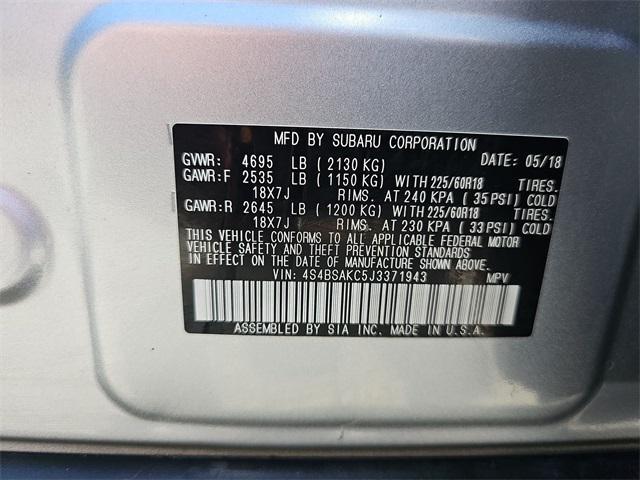 MFD BY SUBARU CORPORATION
GVWR: 4695 LB (2130 KG) DATE: 05/18
GAWR:F 2535 LB (1150 KG) WITH 225/60R18 TIRES.
18X7J RIMS. AT 240 KPA (35PSI) COLD
GAWR:R 2645 LB (1200 KG) WITH 225/60R18 TIRES.
18X7J RIMS. AT 230 KPA (33 PSI) COLD
THIS VEHICLE CONFORMS TO ALL APPLICABLE FEDERAL MOTOR
VEHICLE SAFETY AND THEFT PREVENTION STANDARDS
IN EFFECT ON THE DATE OF MANUFACTURE SHOWN ABOVE.
VIN: 4S4BSAKC5J3371943 MPV
ASSEMBLED BY SIA INC. MADE IN U.S.A.